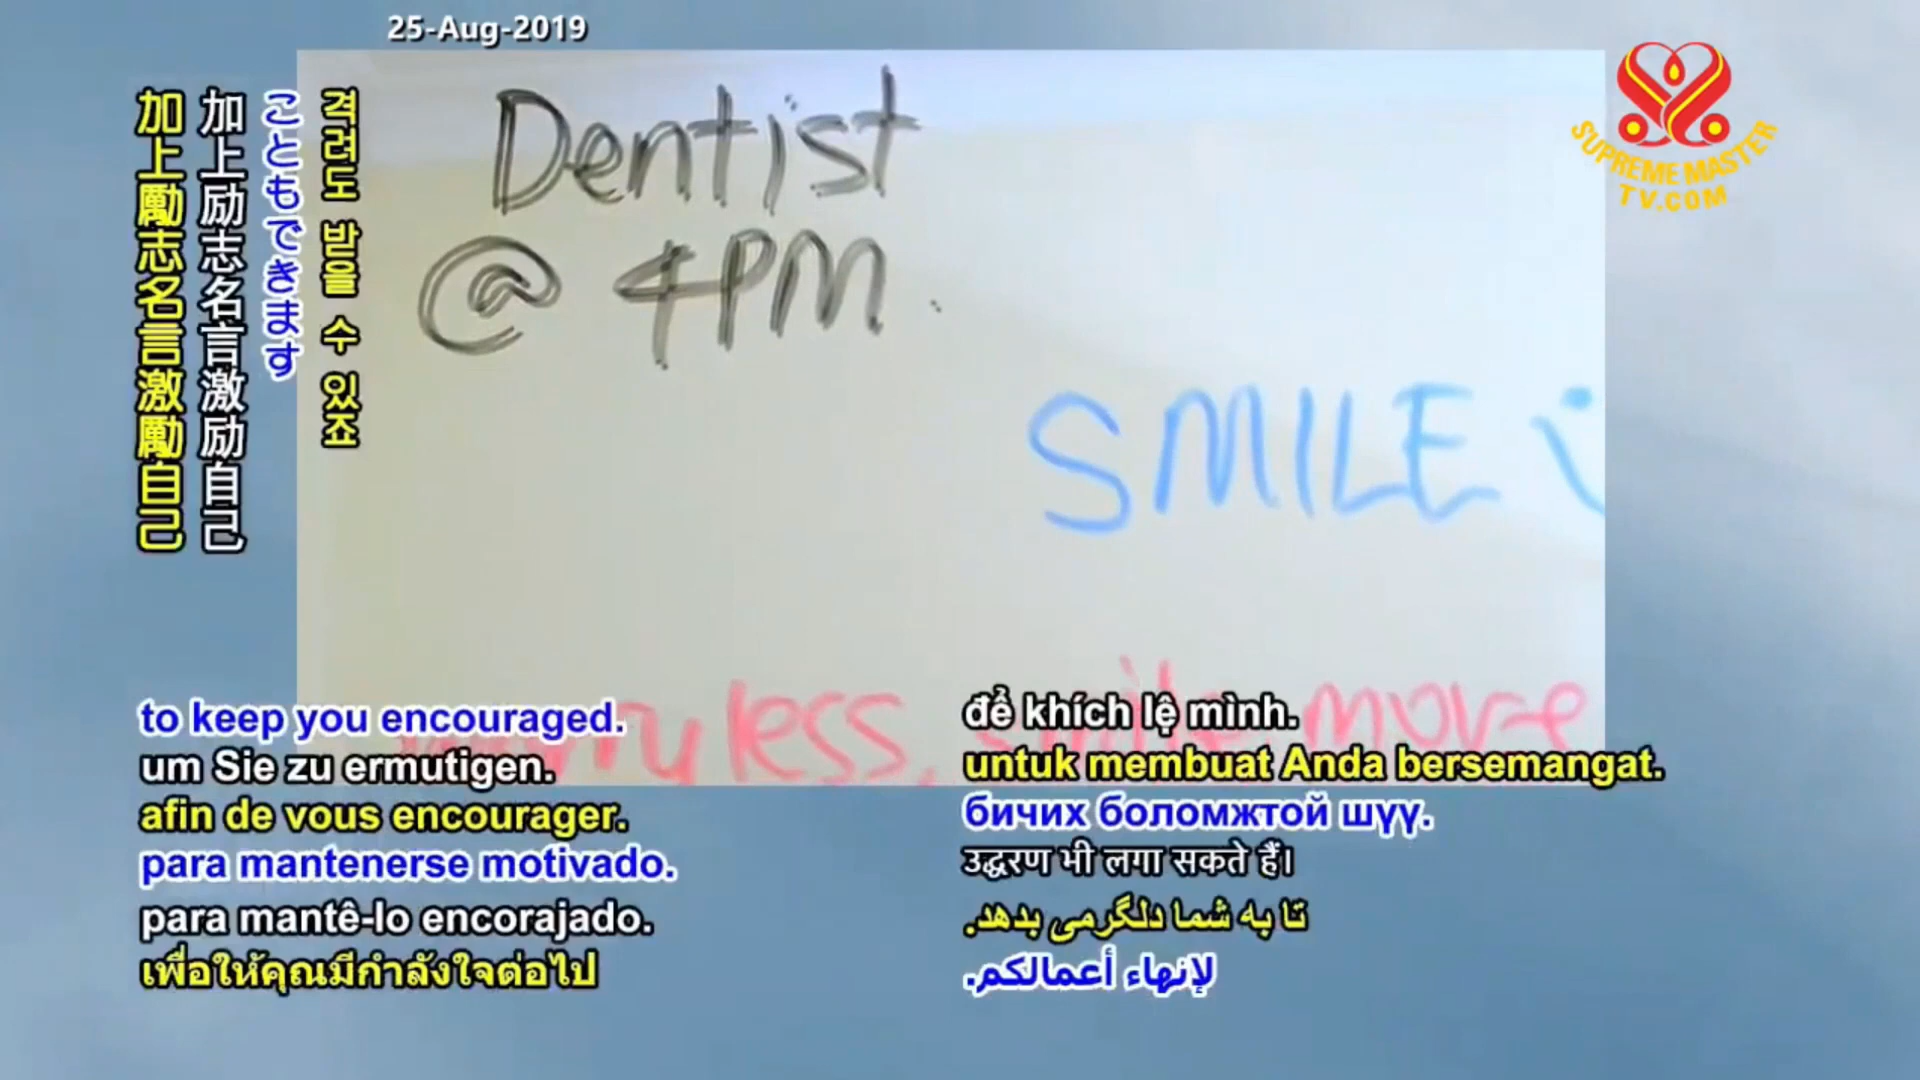 25-Aug-2019
SUPREME MASTER
TV.COM
加上勵志名言激勵自己
加上励志名言激励自己
こともできます
격려도 받을 수 있죠
Dentist
@ 4PM.
SMILE
less, smile more
to keep you encouraged.
um Sie zu ermutigen.
afin de vous encourager.
para mantenerse motivado.
para mantê-lo encorajado.
เพื่อให้คุณมีกำลังใจต่อไป
để khích lệ mình.
untuk membuat Anda bersemangat.
бичих боломжтой шүү.
उद्धरण भी लगा सकते हैं।
تا به شما دلگرمی بدهد.
لإنهاء أعمالكم.